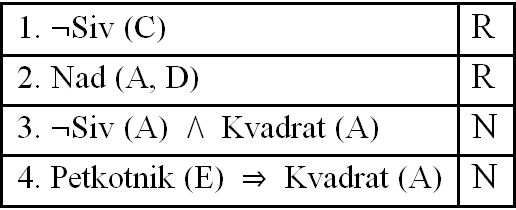 1. ¬Siv (C) R
2. Nad (A, D) R
3. ¬Siv (A) ∧ Kvadrat (A) N
4. Petkotnik (E) ⇒ Kvadrat (A) N